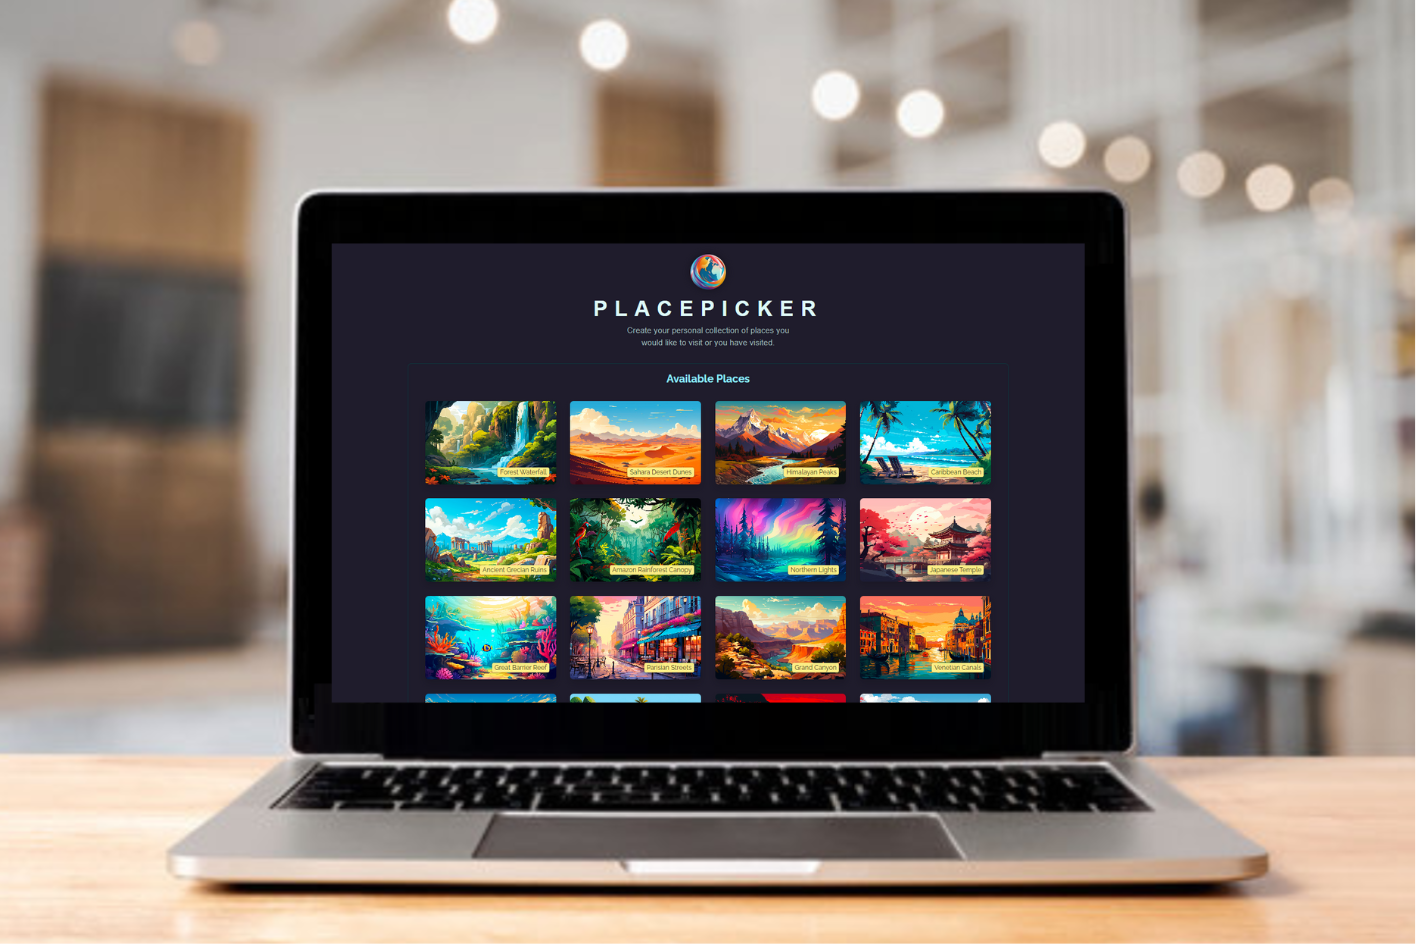 PLACEPICKER
Create your personal collection of places you
would like to visit or you have visited.
Available Places
Forest Waterfall
Sahara Desert Dunes
Himalayan Peaks
Caribbean Beach
Ancient Grecian Ruins
Amazon Rainforest Canopy
Northern Lights
Japanese Temple
Great Barrier Reef
Parisian Streets
Grand Canyon
Venetian Canals